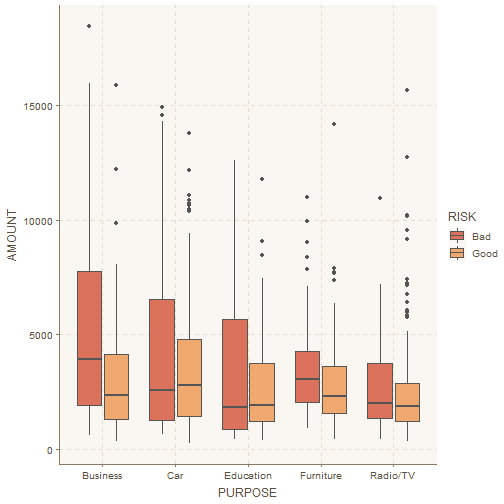 15000
10000
5000
0
AMOUNT
Business Car Education Furniture Radio/TV
PURPOSE
RISK
Bad
Good